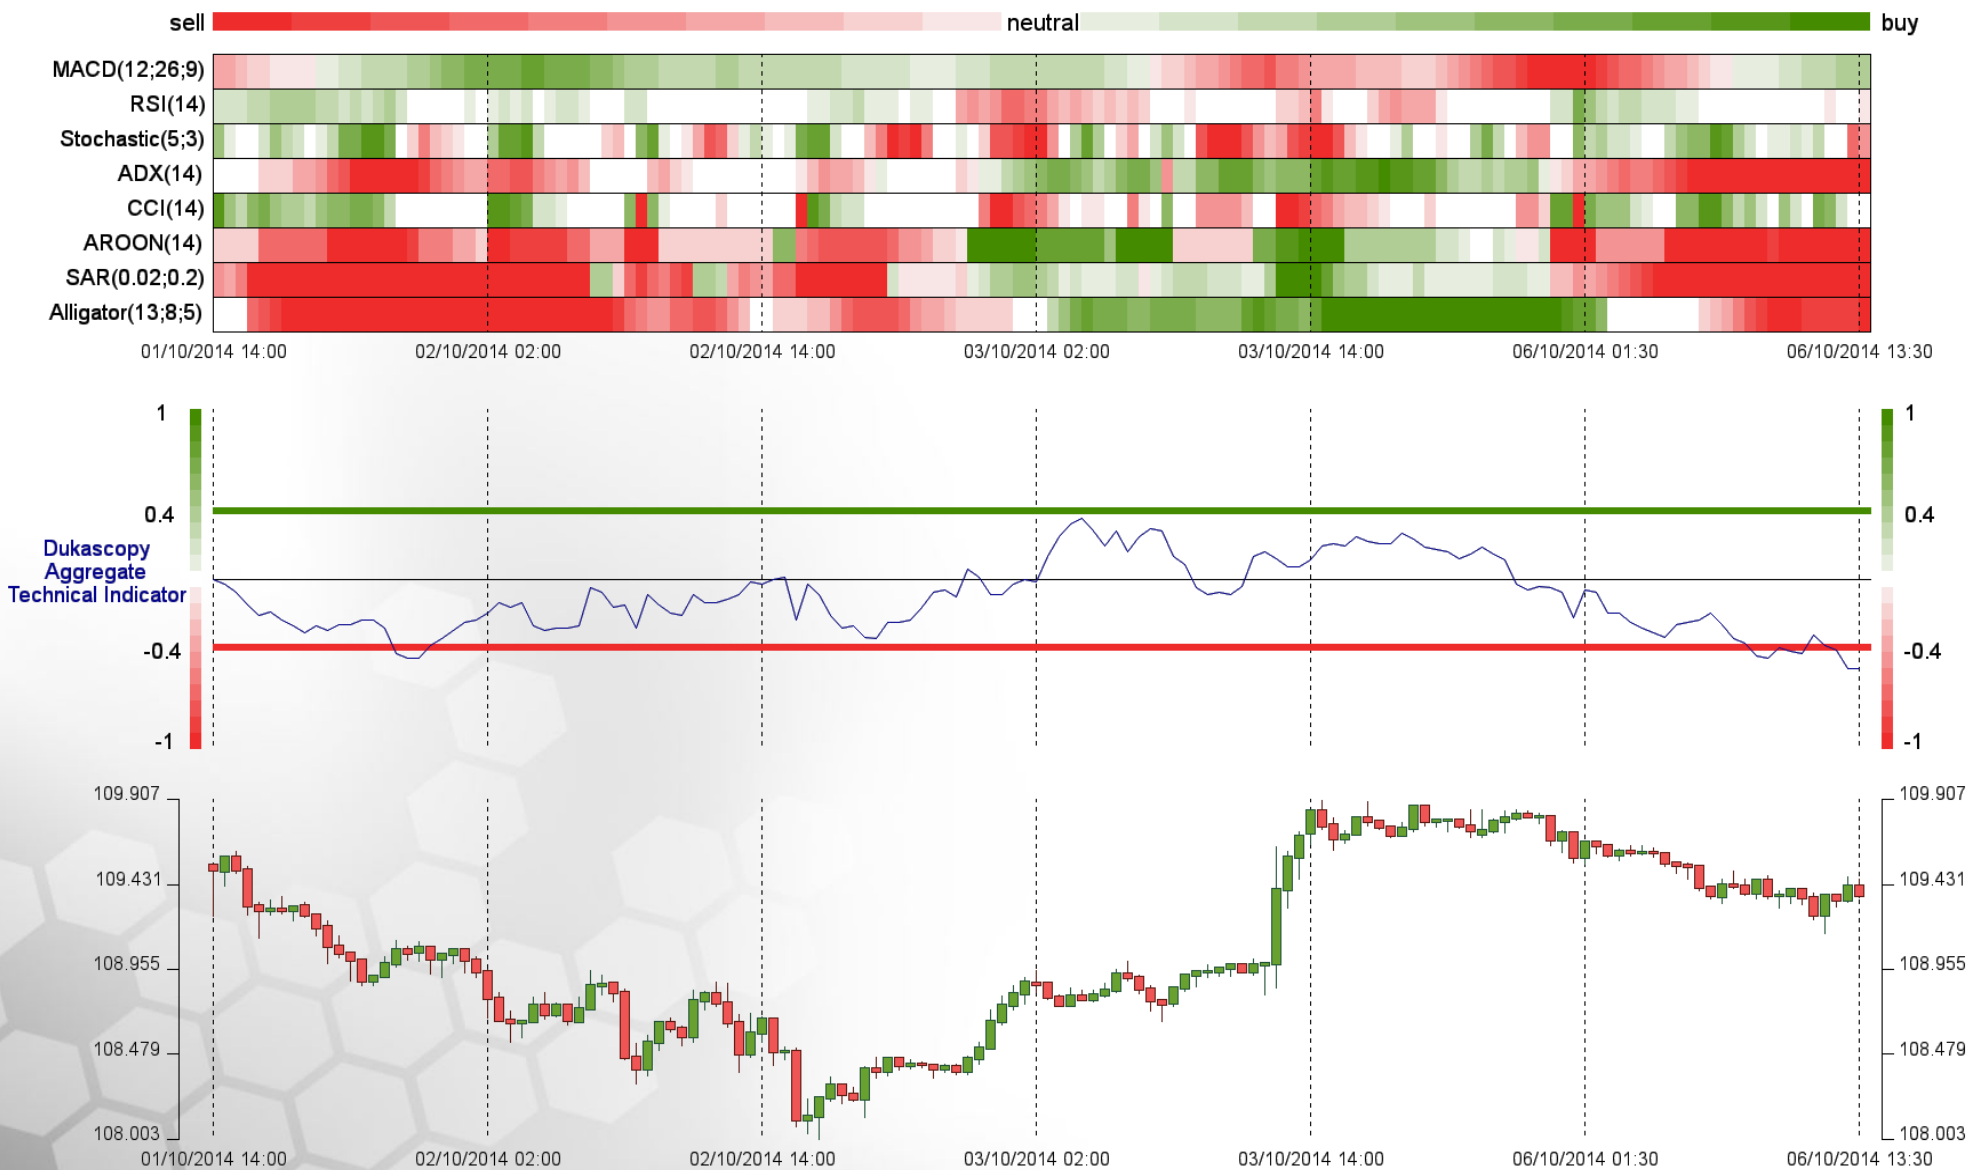 sell neutral buy
MACD(12;26;9)
RSI(14)
Stochastic(5;3)
ADX(14)
CCI(14)
AROON(14)
SAR(0.02;0.2)
Alligator(13;8;5)
01/10/2014 14:00 02/10/2014 02:00 02/10/2014 14:00 03/10/2014 02:00 03/10/2014 14:00 06/10/2014 01:30 06/10/2014 13:30
1 1
0.4 0.4
Dukascopy
Aggregate
Technical Indicator
-0.4 -0.4
-1 -1
109.907 109.907
109.431 109.431
108.955 108.955
108.479 108.479
108.003 108.003
01/10/2014 14:00 02/10/2014 02:00 02/10/2014 14:00 03/10/2014 02:00 03/10/2014 14:00 06/10/2014 01:30 06/10/2014 13:30